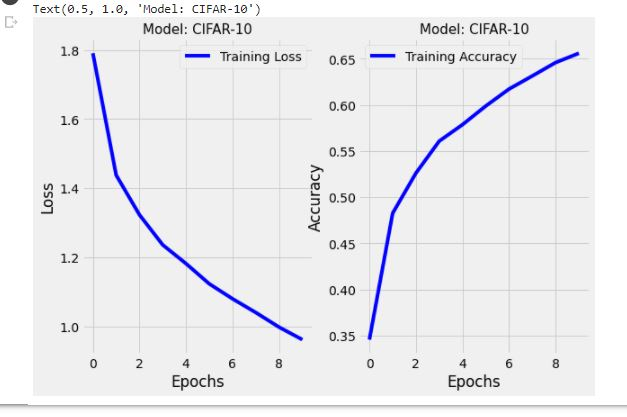 Text(0.5, 1.0, 'Model: CIFAR-10')
Model: CIFAR-10
Training Loss
1.8
1.6
1.4
1.2
1.0
Loss
0 2 4 6 8
Epochs
Model: CIFAR-10
Training Accuracy
0.65
0.60
0.55
0.50
0.45
0.40
0.35
Accuracy
0 2 4 6 8
Epochs